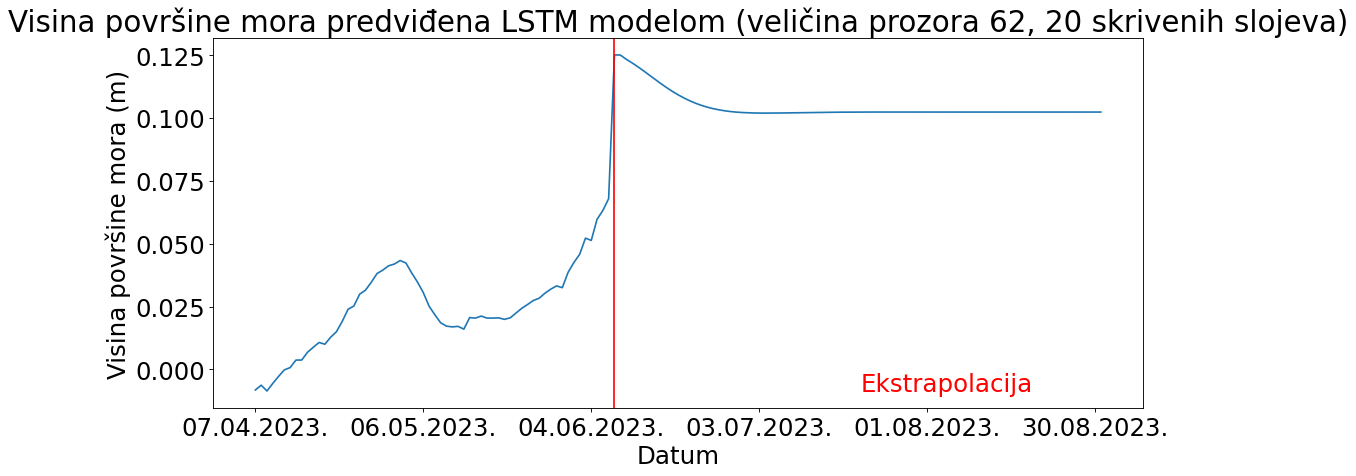 Visina površine mora predviđena LSTM modelom (veličina prozora 62, 20 skrivenih slojeva)
Visina površine mora (m)
0.125
0.100
0.075
0.050
0.025
0.000
Ekstrapolacija
07.04.2023. 06.05.2023. 04.06.2023. 03.07.2023. 01.08.2023. 30.08.2023.
Datum